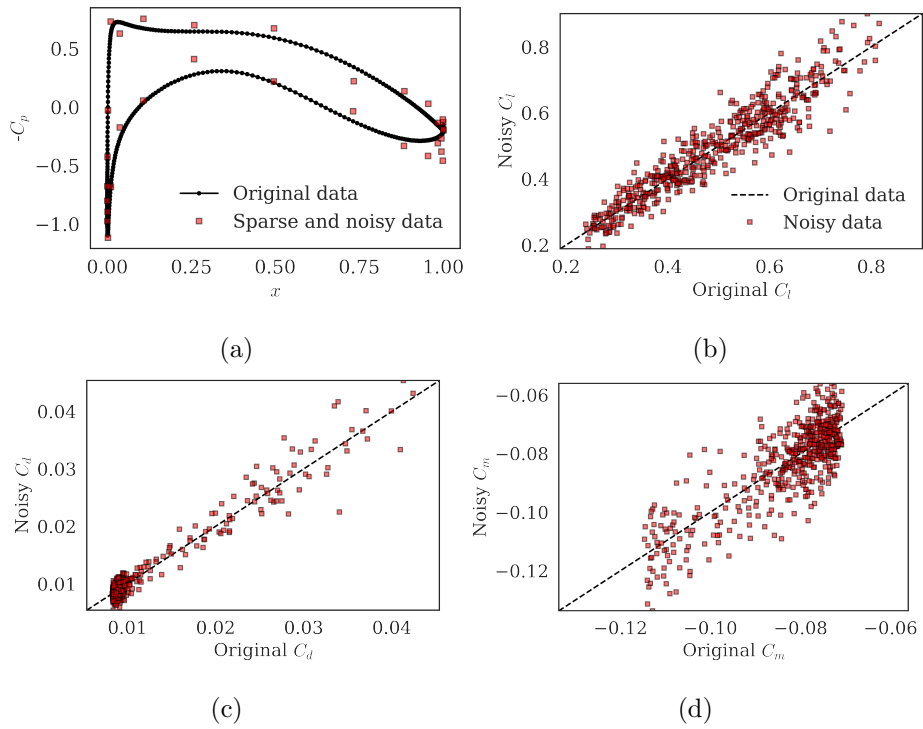 0.5
0.0
−0.5
−1.0
-C_p
Original data
Sparse and noisy data
0.00 0.25 0.50 0.75 1.00
x
(a)
0.8
0.6
0.4
0.2
Noisy C_l
Original data
Noisy data
0.2 0.4 0.6 0.8
Original C_l
(b)
0.04
0.03
0.02
0.01
Noisy C_d
0.01 0.02 0.03 0.04
Original C_d
(c)
−0.06
−0.08
−0.10
−0.12
Noisy C_m
−0.12 −0.10 −0.08 −0.06
Original C_m
(d)